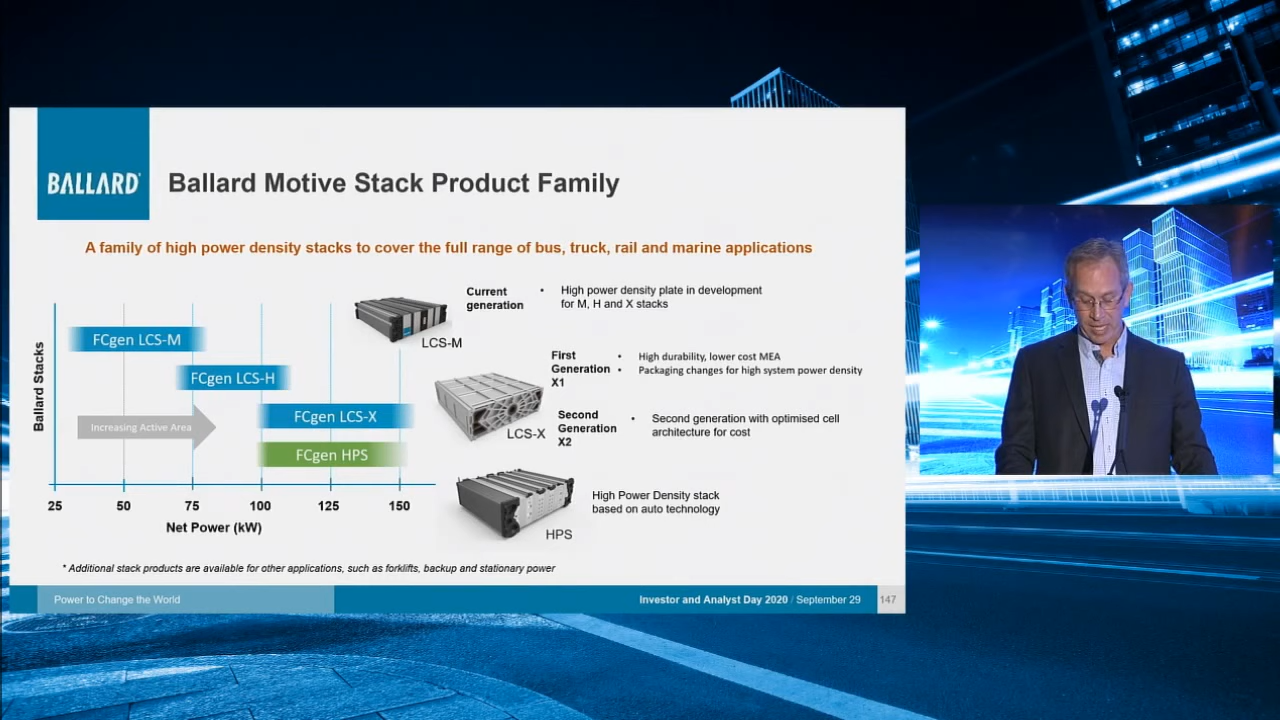 BALLARD
Ballard Motive Stack Product Family
A family of high power density stacks to cover the full range of bus, truck, rail and marine applications
Ballard Stacks
FCgen LCS-M
FCgen LCS-H
FCgen LCS-X
FCgen HPS
Increasing Active Area
25 50 75 100 125 150
Net Power (kW)
LCS-M
Current
generation
• High power density plate in development
for M, H and X stacks
LCS-X
First
Generation
X1
• High durability, lower cost MEA
• Packaging changes for high system power density
Second
Generation
X2
• Second generation with optimised cell
architecture for cost
HPS
High Power Density stack
based on auto technology
* Additional stack products are available for other applications, such as forklifts, backup and stationary power
Power to Change the World
Investor and Analyst Day 2020 / September 29
147